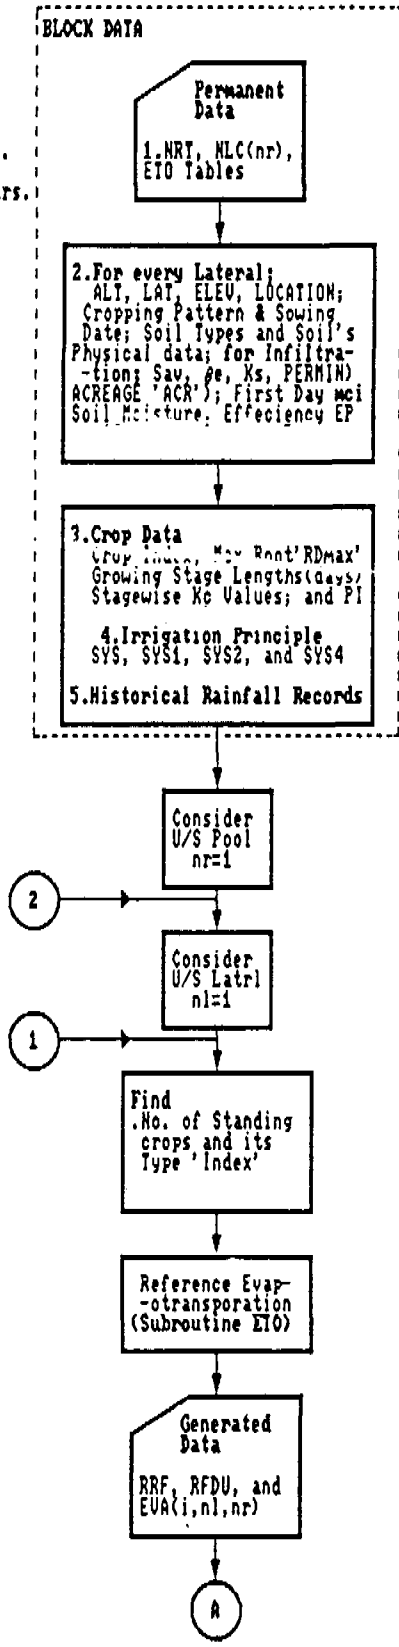 BLOCK DATA
Permanent
Data
.
1.NRT, NLC(nr),
ETO Tables
rs.
2.For every Lateral;
ALT, LAT, ELEV, LOCATION;
Cropping Pattern & Sowing
Date; Soil Types and Soil's
Physical data; for Infiltra-
-tion; Sav, θe, Ks, PERMIN)
ACREAGE 'ACR'); First Day mci
Soil Moisture, Effeciency EP
3.Crop Data
Crop Index, Max Root'RDmax'
Growing Stage Lengths(days)
Stagewise Kc Values; and PI
4.Irrigation Principle
SYS, SYS1, SYS2, and SYS4
5.Historical Rainfall Records
Consider
U/S Pool
nr=1
2
Consider
U/S Latrl
nl=1
1
Find
.No. of Standing
crops and its
Type 'Index'
Reference Evap-
-otransporation
(Subroutine ETO)
Generated
Data
RRF, RFDU, and
EVA(i,nl,nr)
A